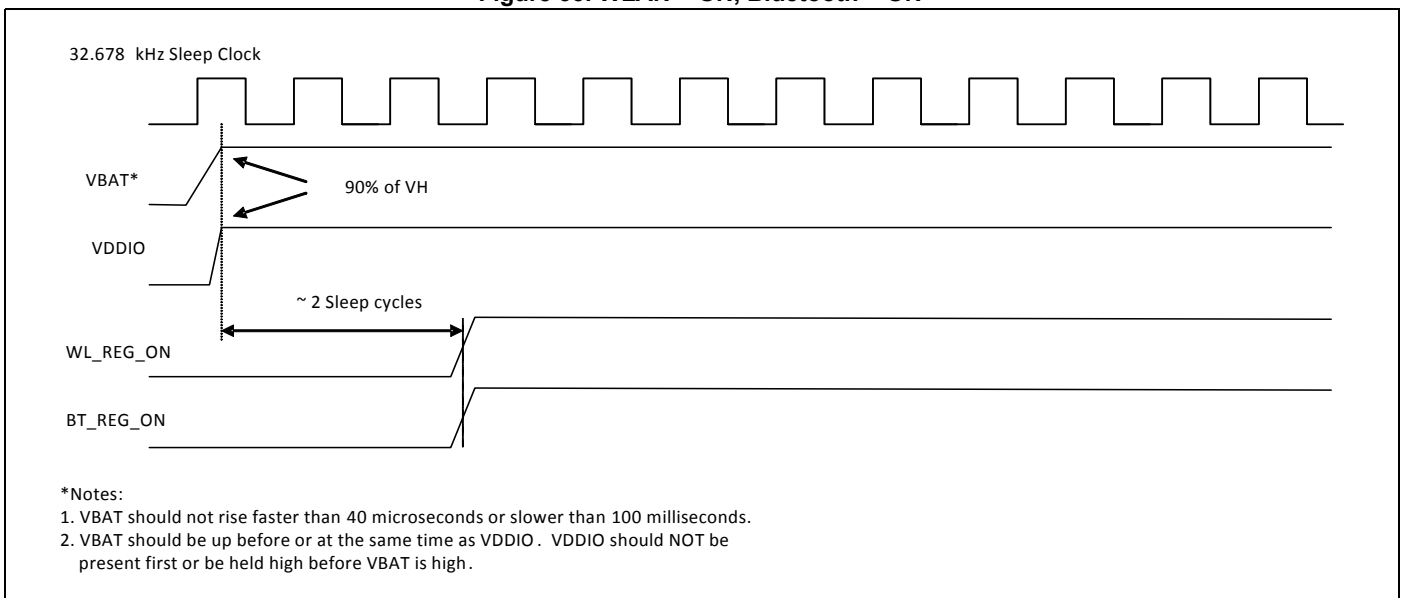 32.678 kHz Sleep Clock
VBAT*
90% of VH
VDDIO
~ 2 Sleep cycles
WL_REG_ON
BT_REG_ON
*Notes:
1. VBAT should not rise faster than 40 microseconds or slower than 100 milliseconds.
2. VBAT should be up before or at the same time as VDDIO. VDDIO should NOT be
present first or be held high before VBAT is high.